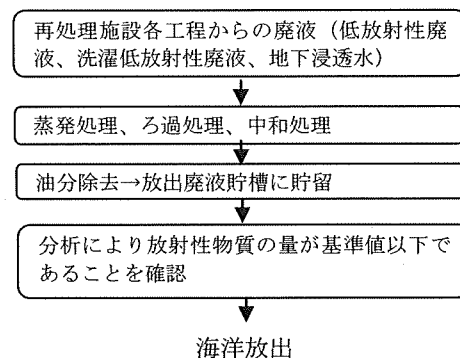 再処理施設各工程からの廃液（低放射性廃
液、洗濯低放射性廃液、地下浸透水）
蒸発処理、ろ過処理、中和処理
油分除去→放出廃液貯槽に貯留
分析により放射性物質の量が基準値以下で
あることを確認
海洋放出